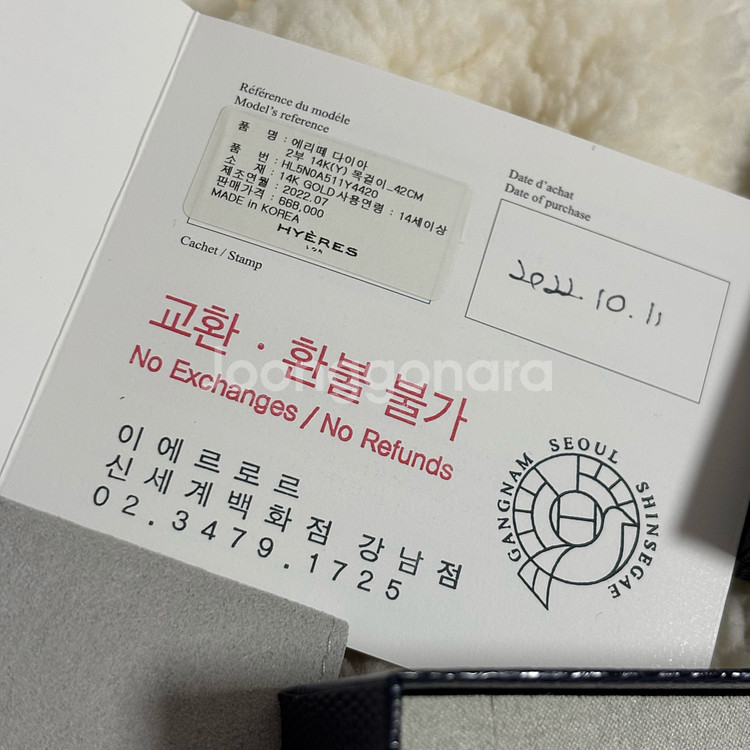 Référence du modèle
Model's reference
품 명 : 에리떼 다이아
2부 14K(Y) 목걸이_42CM
품 번 : HL5N0A511Y4420
소 재 : 14K GOLD 사용연령 : 14세이상
제조연월 : 2022.07
판매가격 : 668,000
MADE in KOREA
HYÈRES
LOR
Date d'achat
Date of purchase
2022.10.11
Cachet / Stamp
교환 · 환불 불가
No Exchanges / No Refunds
joonggonara
이에르로르
신세계백화점 강남점
02.3479.1725
GANGNAM SEOUL SHINSEGAE